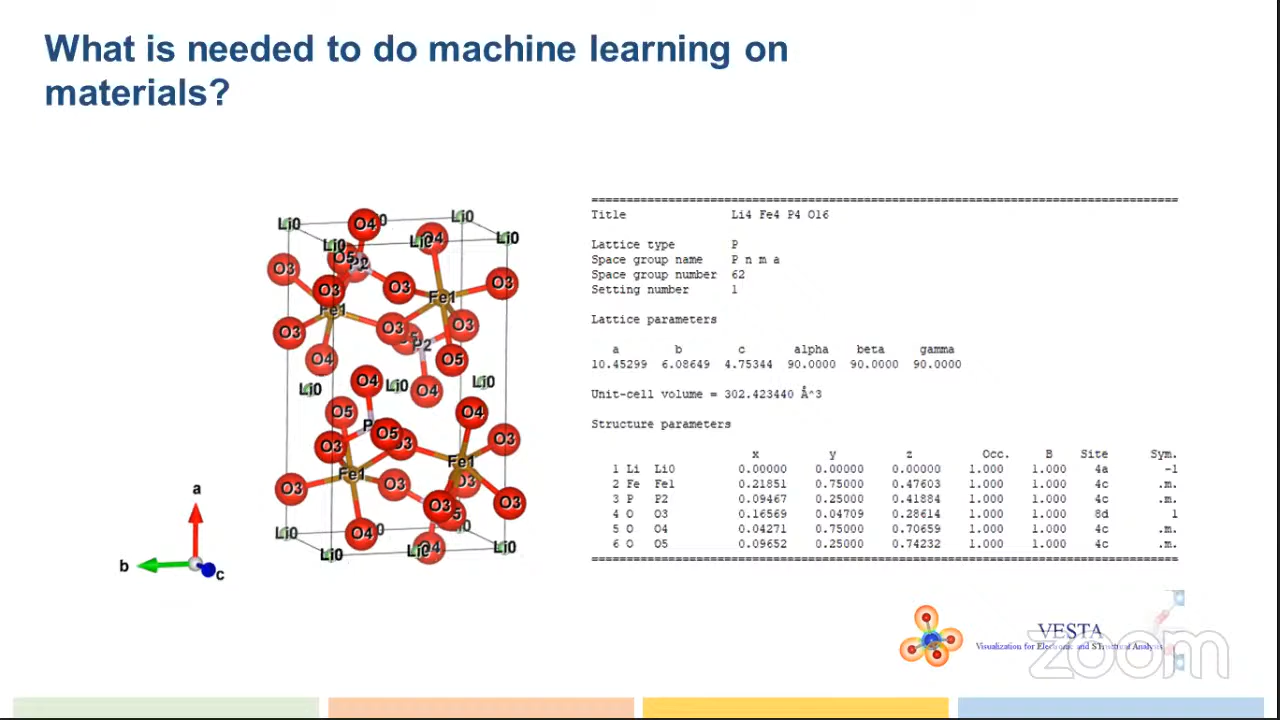 What is needed to do machine learning on
materials?
Li0 O4 Li0
Li0 Li0 O4 Li0
O5 P2
O3 O3 O3
O3 Fe1 Fe1
O3 O3 O3
O5 P2
O4 O5
Li0 O4 Li0 O4 Li0
O5 O4
O3 O5 O3 O3
Fe1 Fe1
O3 O3 O3
O3 O3
Li0 O4
Li0 Li0 O4 Li0
a
b
c
Title Li4 Fe4 P4 O16
Lattice type P
Space group name P n m a
Space group number 62
Setting number 1
Lattice parameters
a b c alpha beta gamma
10.45299 6.08649 4.75344 90.0000 90.0000 90.0000
Unit-cell volume = 302.423440 Å^3
Structure parameters
x y z Occ. B Site Sym.
1 Li Li0 0.00000 0.00000 0.00000 1.000 1.000 4a -1
2 Fe Fe1 0.21851 0.75000 0.47603 1.000 1.000 4c .m.
3 P P2 0.09467 0.25000 0.41884 1.000 1.000 4c .m.
4 O O3 0.16569 0.04709 0.28614 1.000 1.000 8d 1
5 O O4 0.04271 0.75000 0.70659 1.000 1.000 4c .m.
6 O O5 0.09652 0.25000 0.74232 1.000 1.000 4c .m.
VESTA
Visualization for Electronic and STructural Analysis
zoom